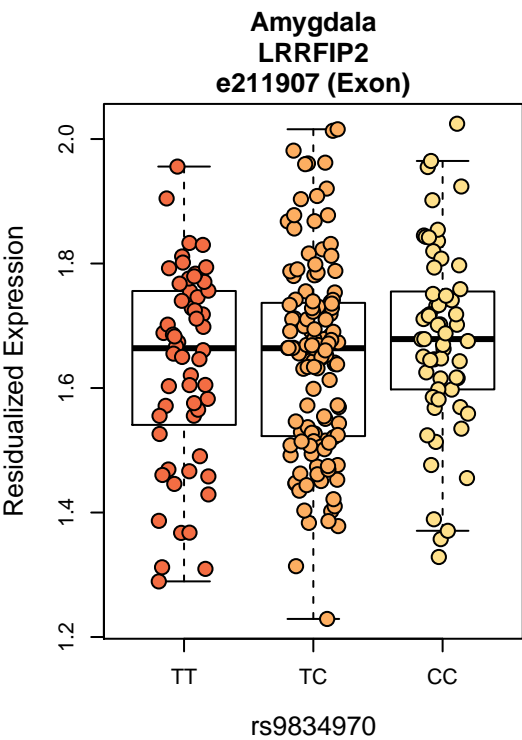 Amygdala
LRRFIP2
e211907 (Exon)
Residualized Expression
2.0
1.8
1.6
1.4
1.2
TT TC CC
rs9834970